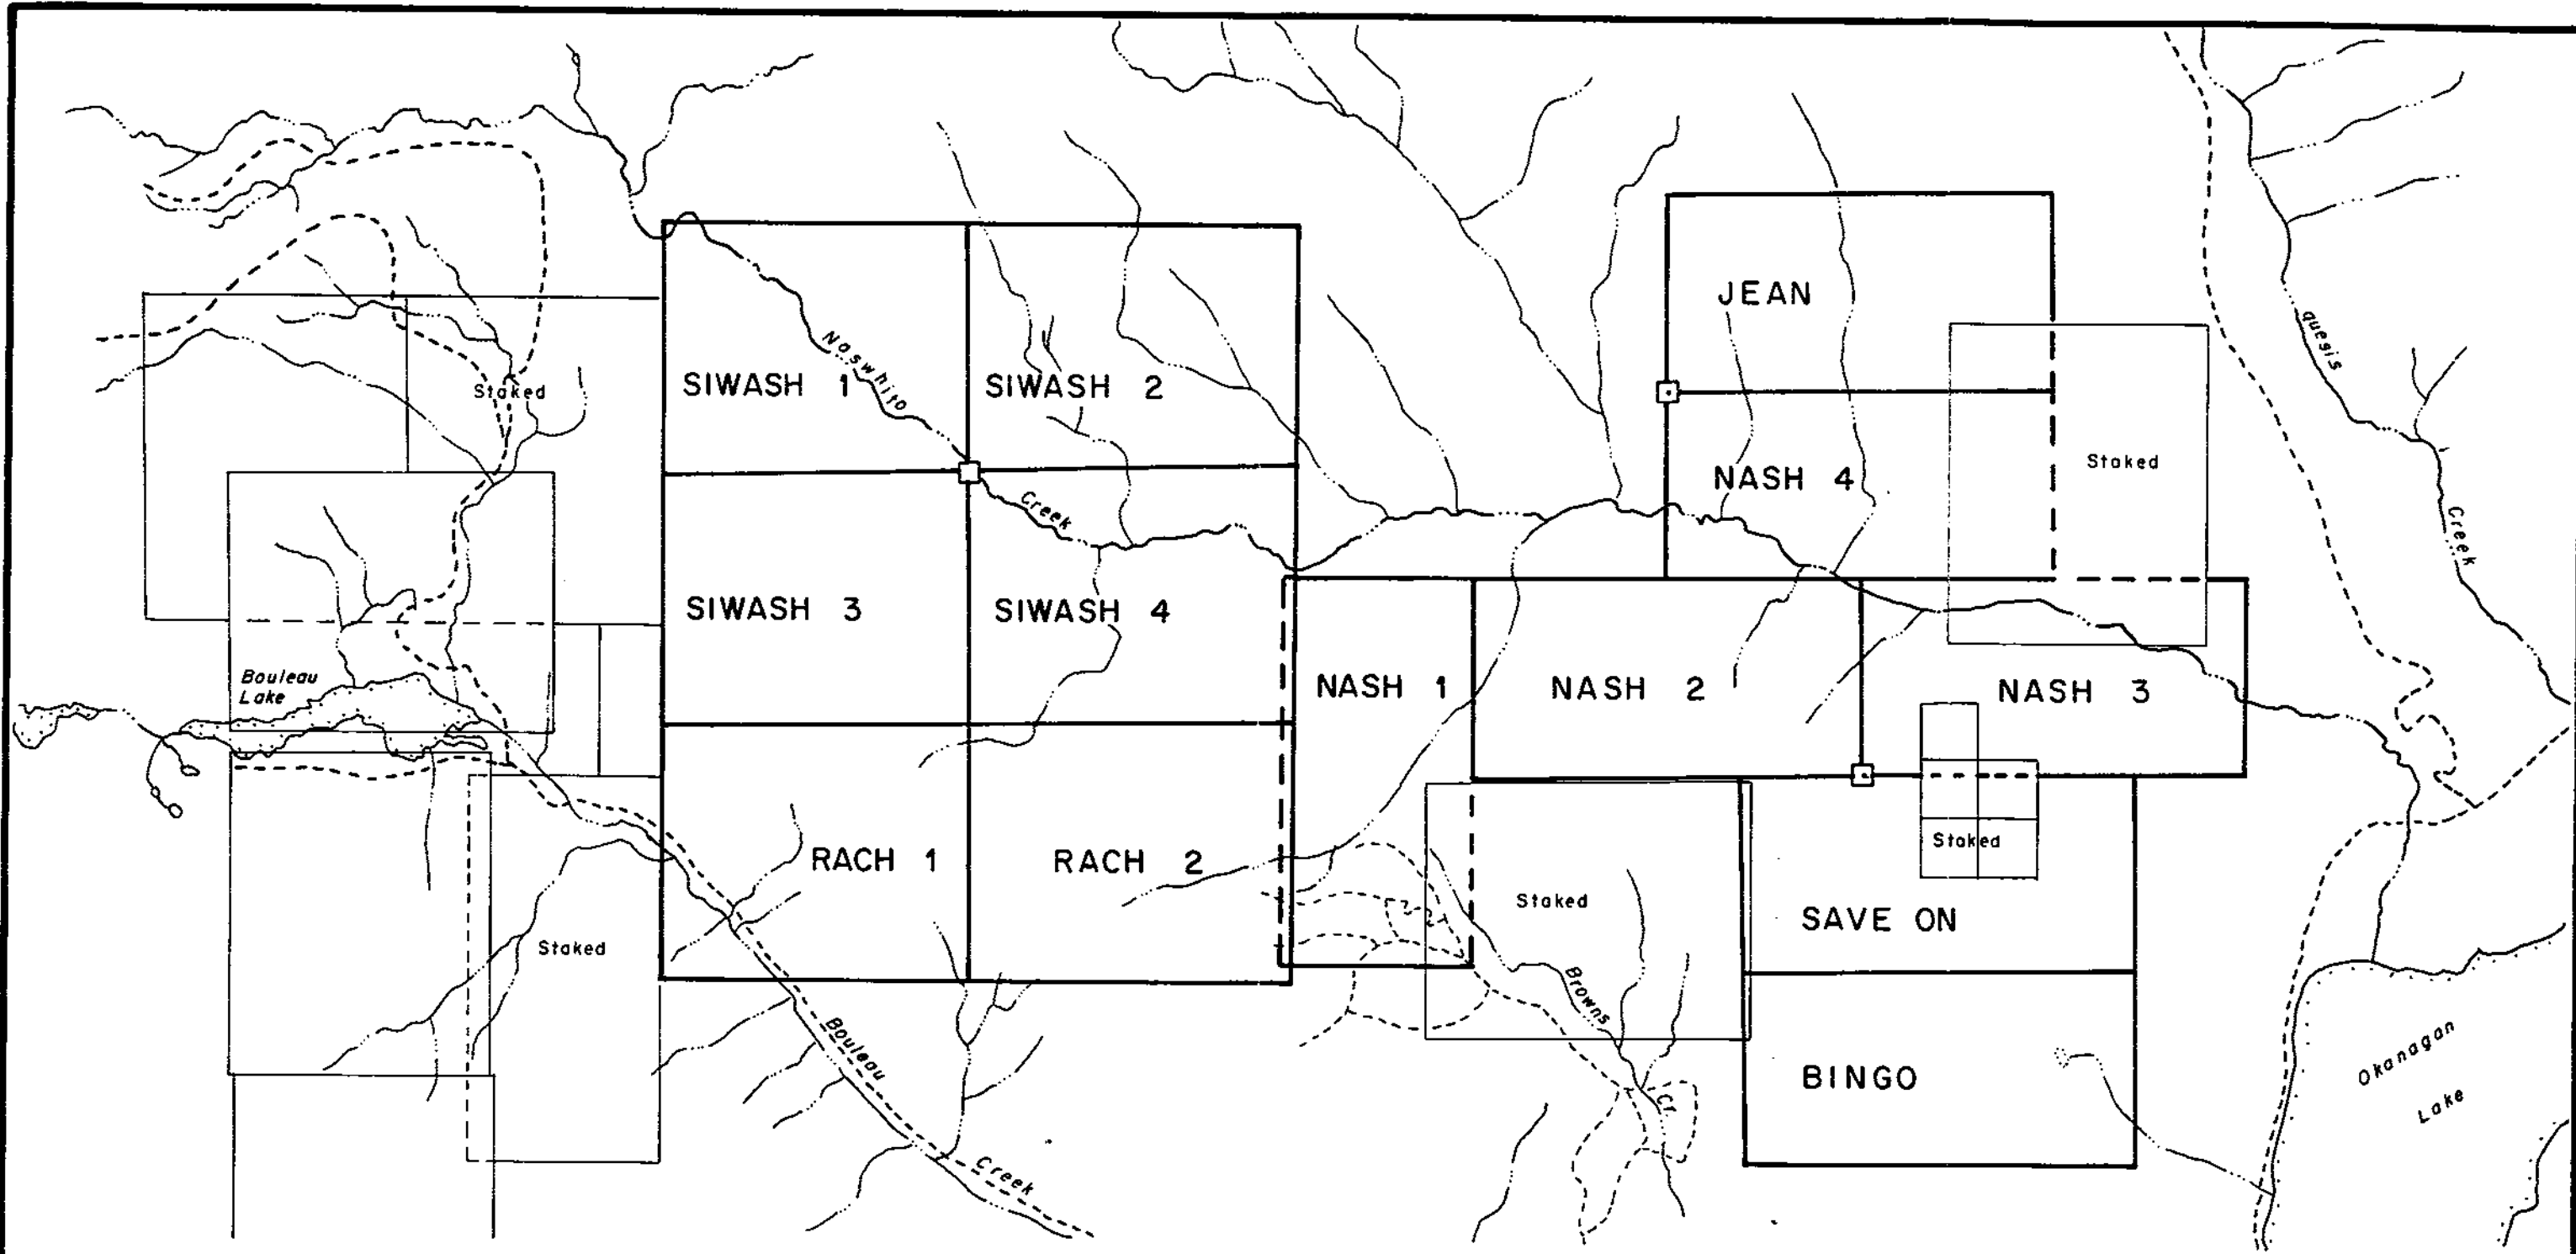 JEAN
quesis
Naswhito
SIWASH 1
SIWASH 2
Staked
Staked
NASH 4
Creek
Creek
SIWASH 3
SIWASH 4
Bouleau
Lake
NASH 1
NASH 2
NASH 3
Staked
RACH 1
RACH 2
Staked
SAVE ON
Staked
Browns
Cr.
Bouleau
Creek
BINGO
Okanagan
Lake